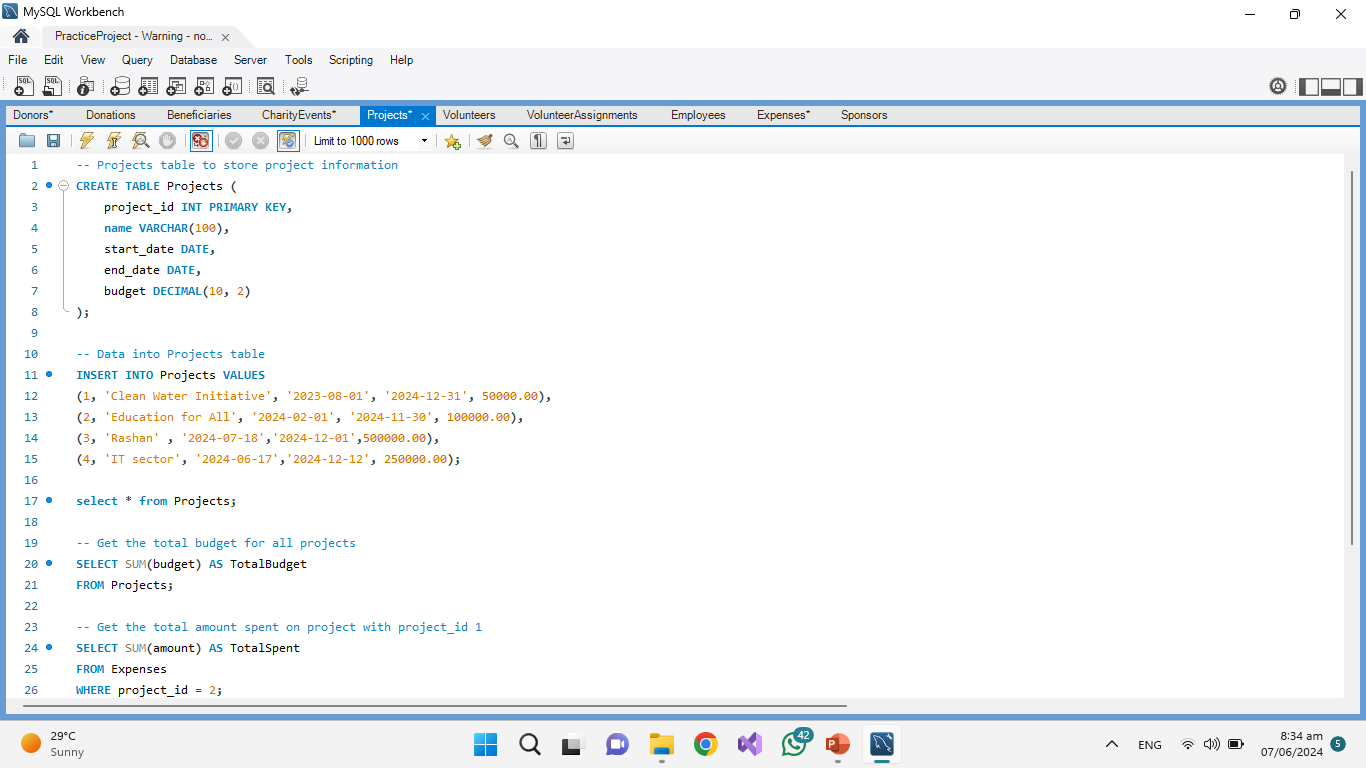 MySQL Workbench
PracticeProject - Warning - no...
File Edit View Query Database Server Tools Scripting Help
Donors* Donations Beneficiaries CharityEvents* Projects* Volunteers VolunteerAssignments Employees Expenses* Sponsors
Limit to 1000 rows
1 -- Projects table to store project information
2 CREATE TABLE Projects (
3 project_id INT PRIMARY KEY,
4 name VARCHAR(100),
5 start_date DATE,
6 end_date DATE,
7 budget DECIMAL(10, 2)
8 );
9
10 -- Data into Projects table
11 INSERT INTO Projects VALUES
12 (1, 'Clean Water Initiative', '2023-08-01', '2024-12-31', 50000.00),
13 (2, 'Education for All', '2024-02-01', '2024-11-30', 100000.00),
14 (3, 'Rashan' , '2024-07-18','2024-12-01',500000.00),
15 (4, 'IT sector', '2024-06-17','2024-12-12', 250000.00);
16
17 select * from Projects;
18
19 -- Get the total budget for all projects
20 SELECT SUM(budget) AS TotalBudget
21 FROM Projects;
22
23 -- Get the total amount spent on project with project_id 1
24 SELECT SUM(amount) AS TotalSpent
25 FROM Expenses
26 WHERE project_id = 2;
29°C
Sunny
42
ENG
8:34 am
07/06/2024
5